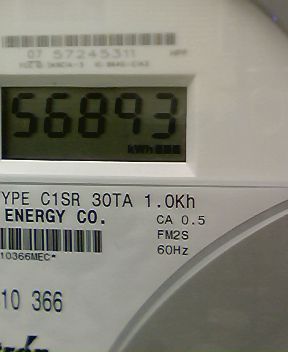 07 57245311
56893
kWh
YPE C1SR 30TA 1.0Kh
ENERGY CO.
CA 0.5
FM2S
60Hz
10366MEC*
10 366